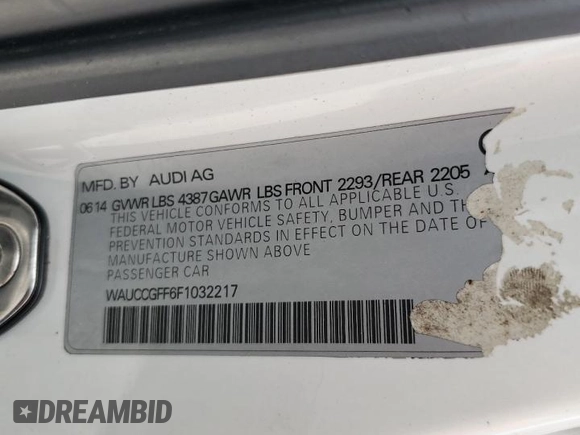 MFD. BY AUDI AG
06 14 GVWR LBS 4387 GAWR LBS FRONT 2293/REAR 2205
THIS VEHICLE CONFORMS TO ALL APPLICABLE U.S.
FEDERAL MOTOR VEHICLE SAFETY, BUMPER AND
PREVENTION STANDARDS IN EFFECT ON THE DATE OF
MANUFACTURE SHOWN ABOVE
PASSENGER CAR
WAUCCGFF6F1032217
DREAMBID